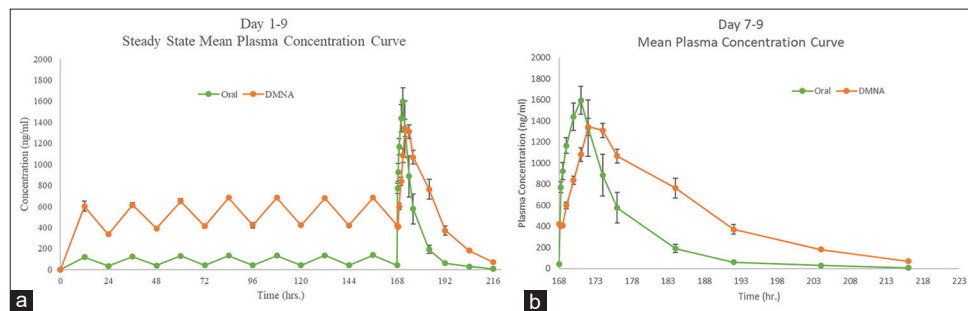 Day 1-9
Steady State Mean Plasma Concentration Curve
2000
1800
1600
1400
1200
1000
800
600
400
200
0
Concentration (ng/ml)
Oral DMNA
0 24 48 72 96 120 144 168 192 216
Time (hrs.)
a
Day 7-9
Mean Plasma Concentration Curve
2000
1800
1600
1400
1200
1000
800
600
400
200
0
Plasma Concentration (ng/ml)
Oral DMNA
168 173 178 183 188 193 198 203 208 213 218 223
Time (hr.)
b